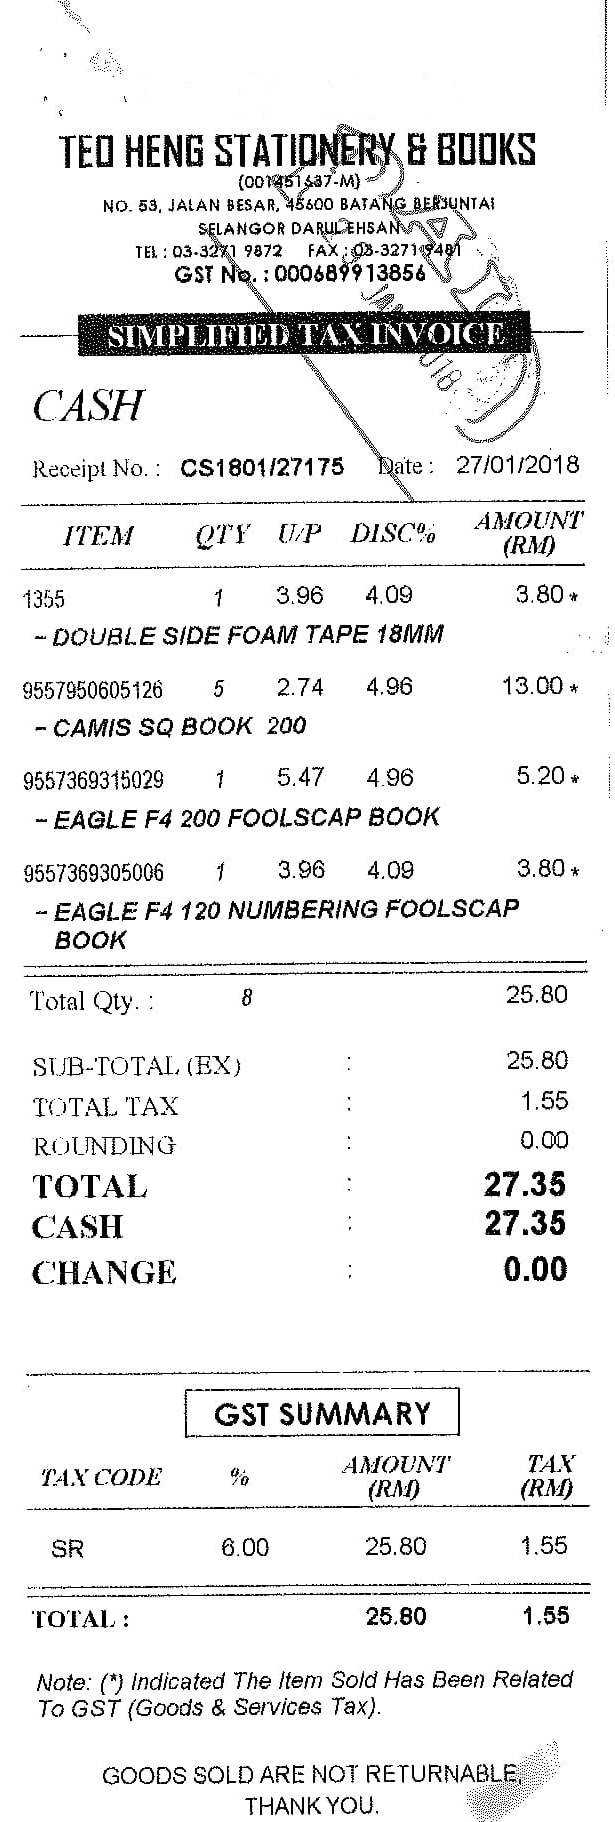 TEO HENG STATIONERY & BOOKS
(001451637-M)
NO. 53, JALAN BESAR, 45600 BATANG BERJUNTAI
SELANGOR DARUL EHSAN
TEL : 03-3271 9872 FAX : 03-3271 9481
GST No. : 000689913856
SIMPLIFIED TAX INVOICE
CASH
Receipt No. : CS1801/27175 Date : 27/01/2018
ITEM QTY U/P DISC% AMOUNT
(RM)
1355 1 3.96 4.09 3.80 *
- DOUBLE SIDE FOAM TAPE 18MM
9557950605126 5 2.74 4.96 13.00 *
- CAMIS SQ BOOK 200
9557369315029 1 5.47 4.96 5.20 *
- EAGLE F4 200 FOOLSCAP BOOK
9557369305006 1 3.96 4.09 3.80 *
- EAGLE F4 120 NUMBERING FOOLSCAP
BOOK
Total Qty. : 8 25.80
SUB-TOTAL (EX) : 25.80
TOTAL TAX : 1.55
ROUNDING : 0.00
TOTAL : 27.35
CASH : 27.35
CHANGE : 0.00
GST SUMMARY
TAX CODE % AMOUNT TAX
(RM) (RM)
SR 6.00 25.80 1.55
TOTAL : 25.80 1.55
Note: (*) Indicated The Item Sold Has Been Related
To GST (Goods & Services Tax).
GOODS SOLD ARE NOT RETURNABLE,
THANK YOU.